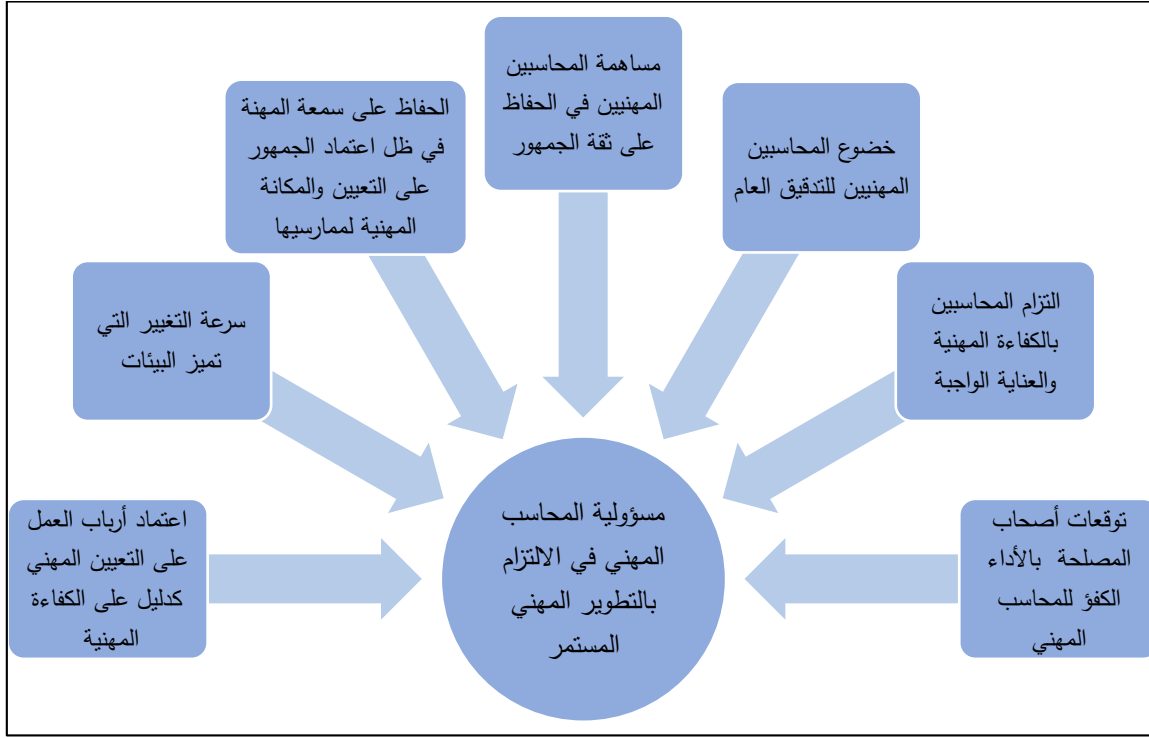 مساهمة المحاسبين
المهنيين في الحفاظ
على ثقة الجمهور
خضوع المحاسبين
المهنيين للتدقيق العام
الحفاظ على سمعة المهنة
في ظل اعتماد الجمهور
على التعيين والمكانة
المهنية لممارسيها
التزام المحاسبين
بالكفاءة المهنية
والعناية الواجبة
سرعة التغيير التي
تميز البيئات
توقعات أصحاب
المصلحة بالأداء
الكفؤ للمحاسب
المهني
مسؤولية المحاسب
المهني في الالتزام
بالتطوير المهني
المستمر
اعتماد أرباب العمل
على التعيين المهني
كدليل على الكفاءة
المهنية